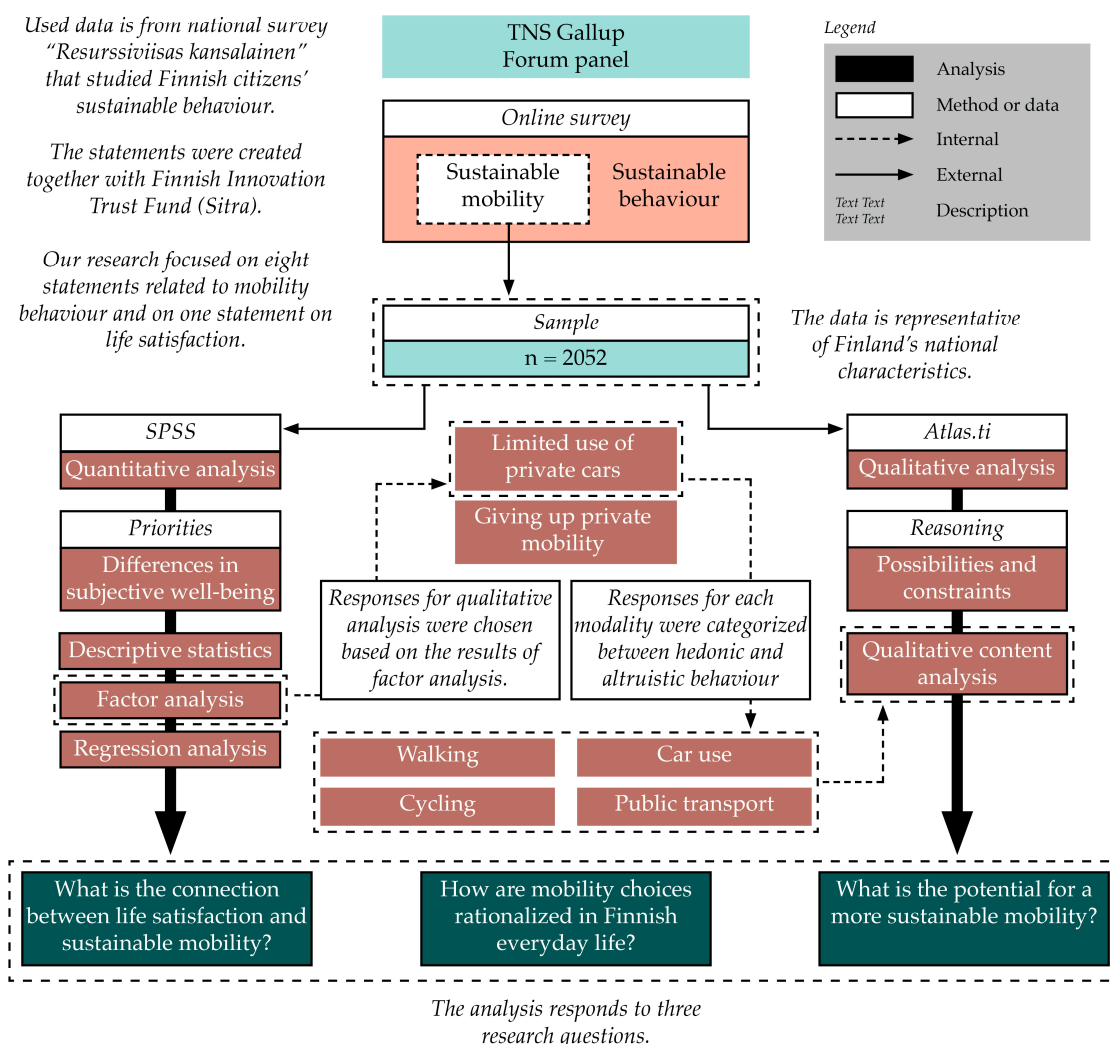 Used data is from national survey
“Resurssiviisas kansalainen”
that studied Finnish citizens’
sustainable behaviour.
The statements were created
together with Finnish Innovation
Trust Fund (Sitra).
Our research focused on eight
statements related to mobility
behaviour and on one statement on
life satisfaction.
TNS Gallup
Forum panel
Online survey
Sustainable
mobility
Sustainable
behaviour
Legend
Analysis
Method or data
Internal
External
Text Text
Text Text
Description
Sample
n = 2052
The data is representative
of Finland’s national
characteristics.
SPSS
Quantitative analysis
Priorities
Differences in
subjective well-being
Descriptive statistics
Factor analysis
Regression analysis
Limited use of
private cars
Giving up private
mobility
Responses for qualitative
analysis were chosen
based on the results of
factor analysis.
Responses for each
modality were categorized
between hedonic and
altruistic behaviour
Walking
Car use
Cycling
Public transport
Atlas.ti
Qualitative analysis
Reasoning
Possibilities and
constraints
Qualitative content
analysis
What is the connection
between life satisfaction and
sustainable mobility?
How are mobility choices
rationalized in Finnish
everyday life?
What is the potential for a
more sustainable mobility?
The analysis responds to three
research questions.